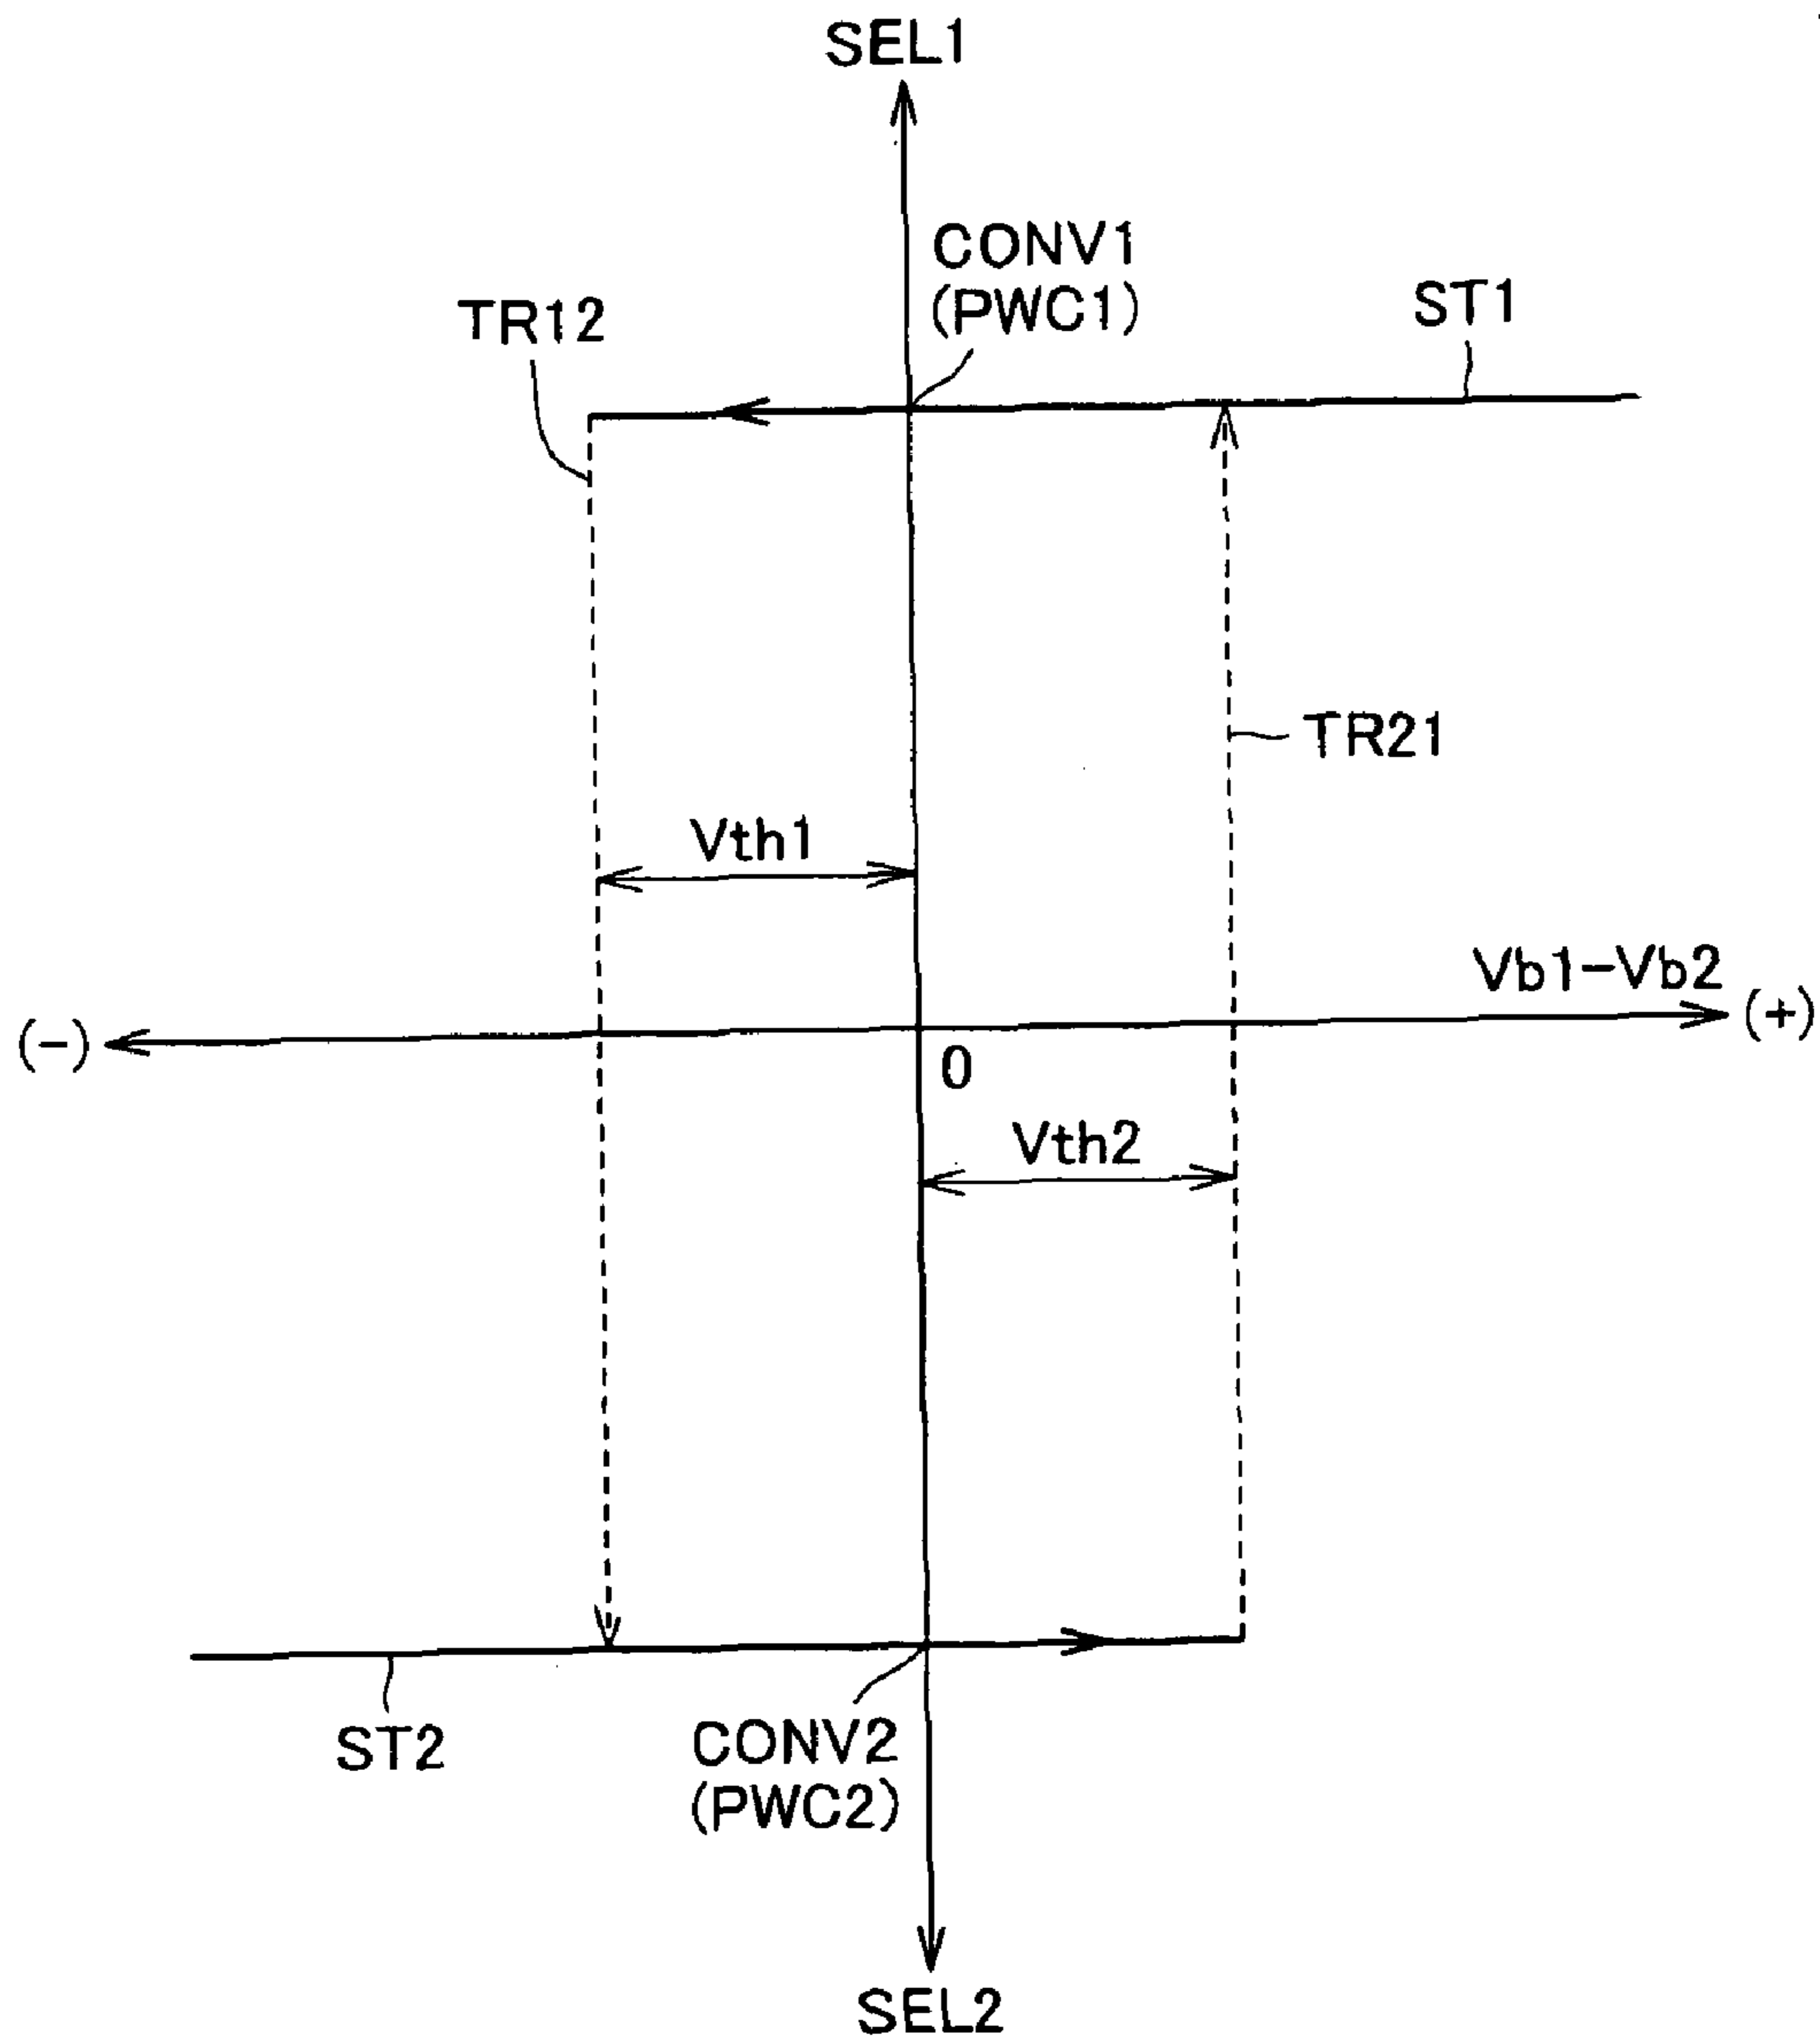 SEL1
CONV1
(PWC1)
ST1
TR12
TR21
Vth1
Vb1-Vb2
(-)
(+)
0
Vth2
ST2
CONV2
(PWC2)
SEL2